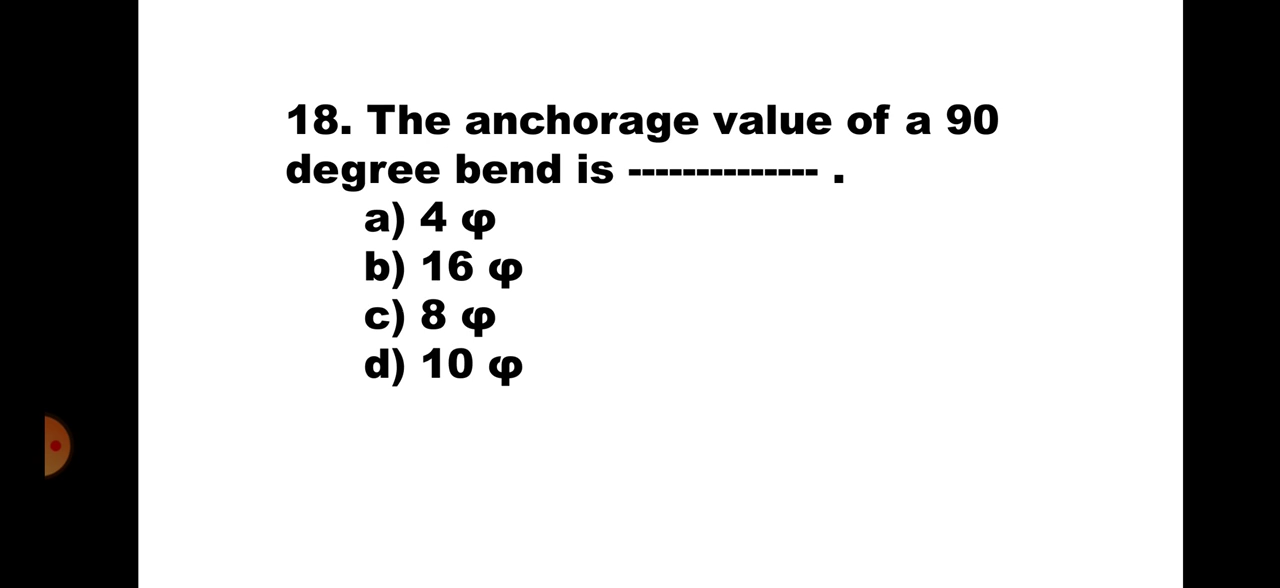 18. The anchorage value of a 90
degree bend is -------------- .
a) 4 φ
b) 16 φ
c) 8 φ
d) 10 φ